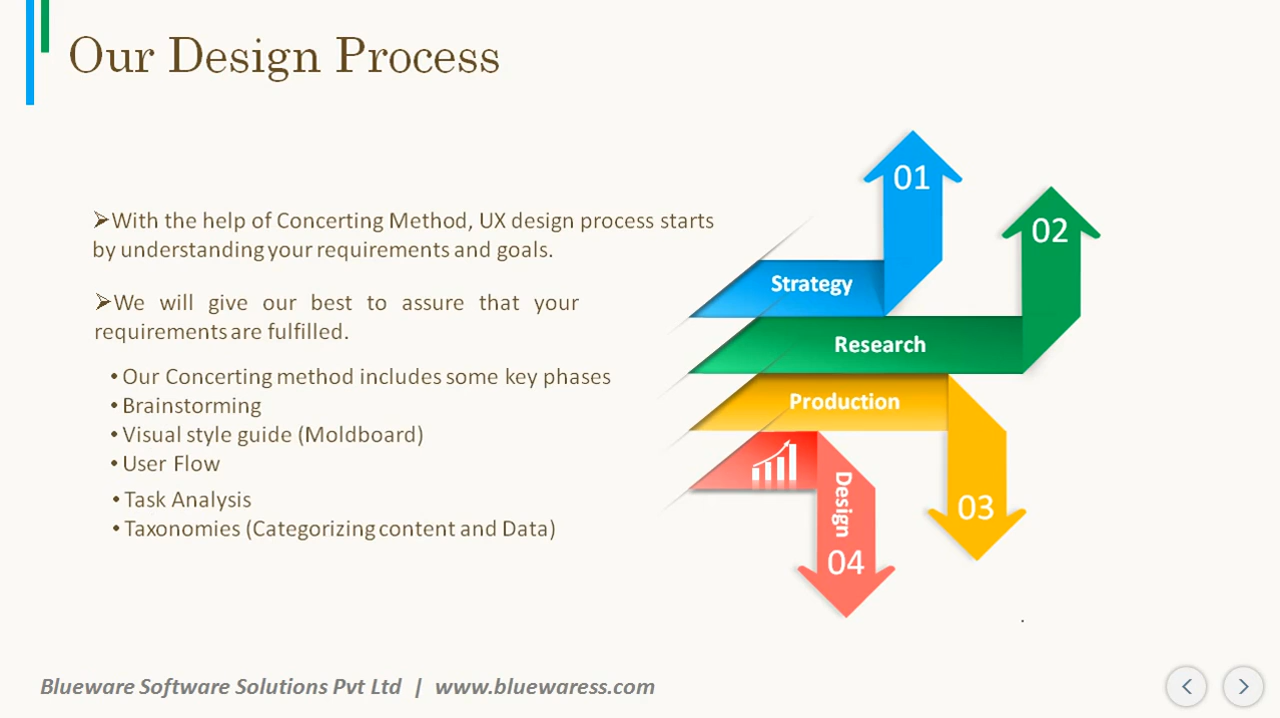 Our Design Process
➢With the help of Concerting Method, UX design process starts
by understanding your requirements and goals.
➢We will give our best to assure that your
requirements are fulfilled.
• Our Concerting method includes some key phases
• Brainstorming
• Visual style guide (Moldboard)
• User Flow
• Task Analysis
• Taxonomies (Categorizing content and Data)
01
02
Strategy
Research
Production
Design
03
04
.
Blueware Software Solutions Pvt Ltd | www.bluewaress.com